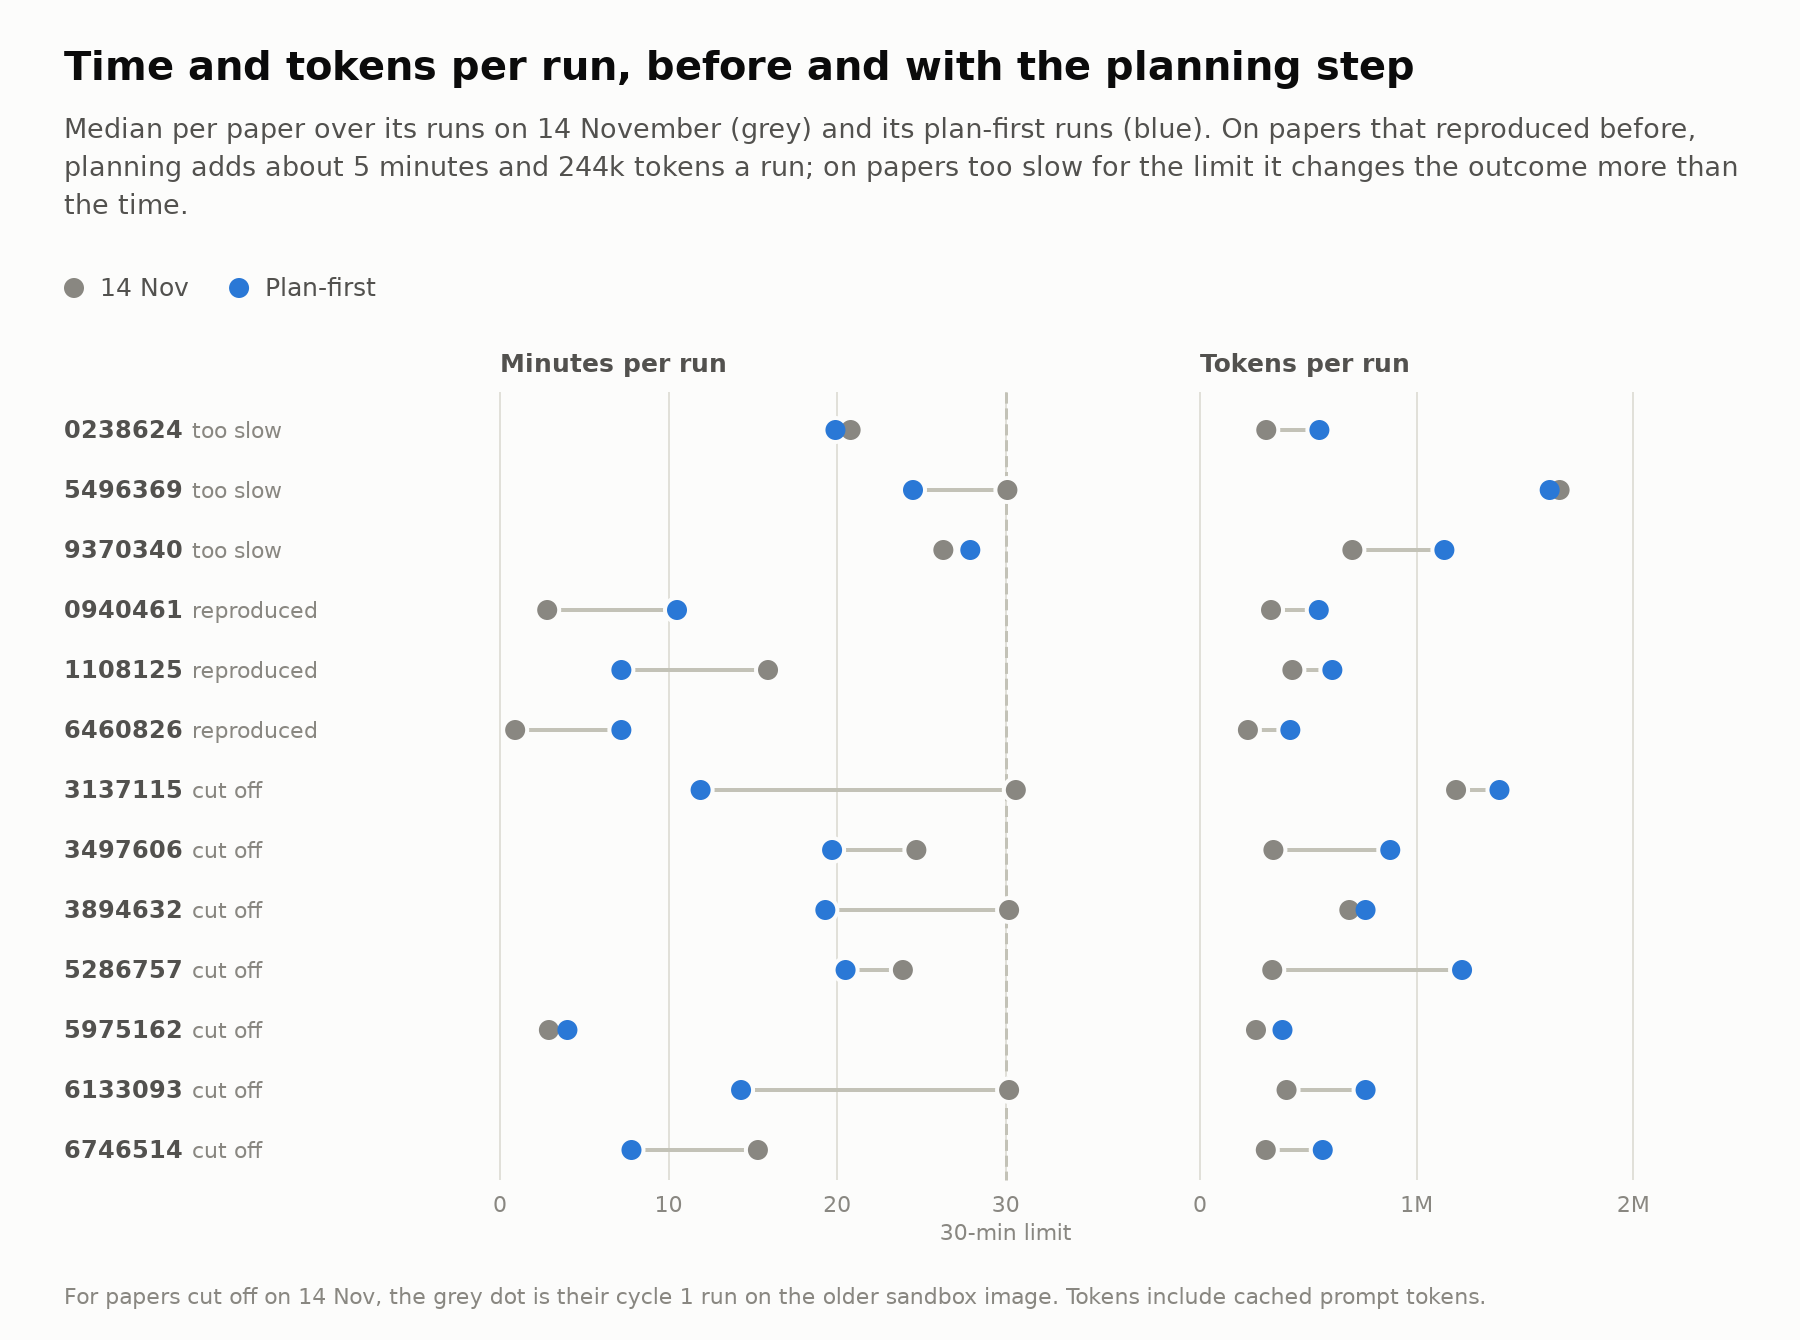 Time and tokens per run, before and with the planning step
Median per paper over its runs on 14 November (grey) and its plan-first runs (blue). On papers that reproduced before,
planning adds about 5 minutes and 244k tokens a run; on papers too slow for the limit it changes the outcome more than
the time.
14 Nov Plan-first
Minutes per run Tokens per run
0238624 too slow
5496369 too slow
9370340 too slow
0940461 reproduced
1108125 reproduced
6460826 reproduced
3137115 cut off
3497606 cut off
3894632 cut off
5286757 cut off
5975162 cut off
6133093 cut off
6746514 cut off
0 10 20 30 0 1M 2M
30-min limit
For papers cut off on 14 Nov, the grey dot is their cycle 1 run on the older sandbox image. Tokens include cached prompt tokens.